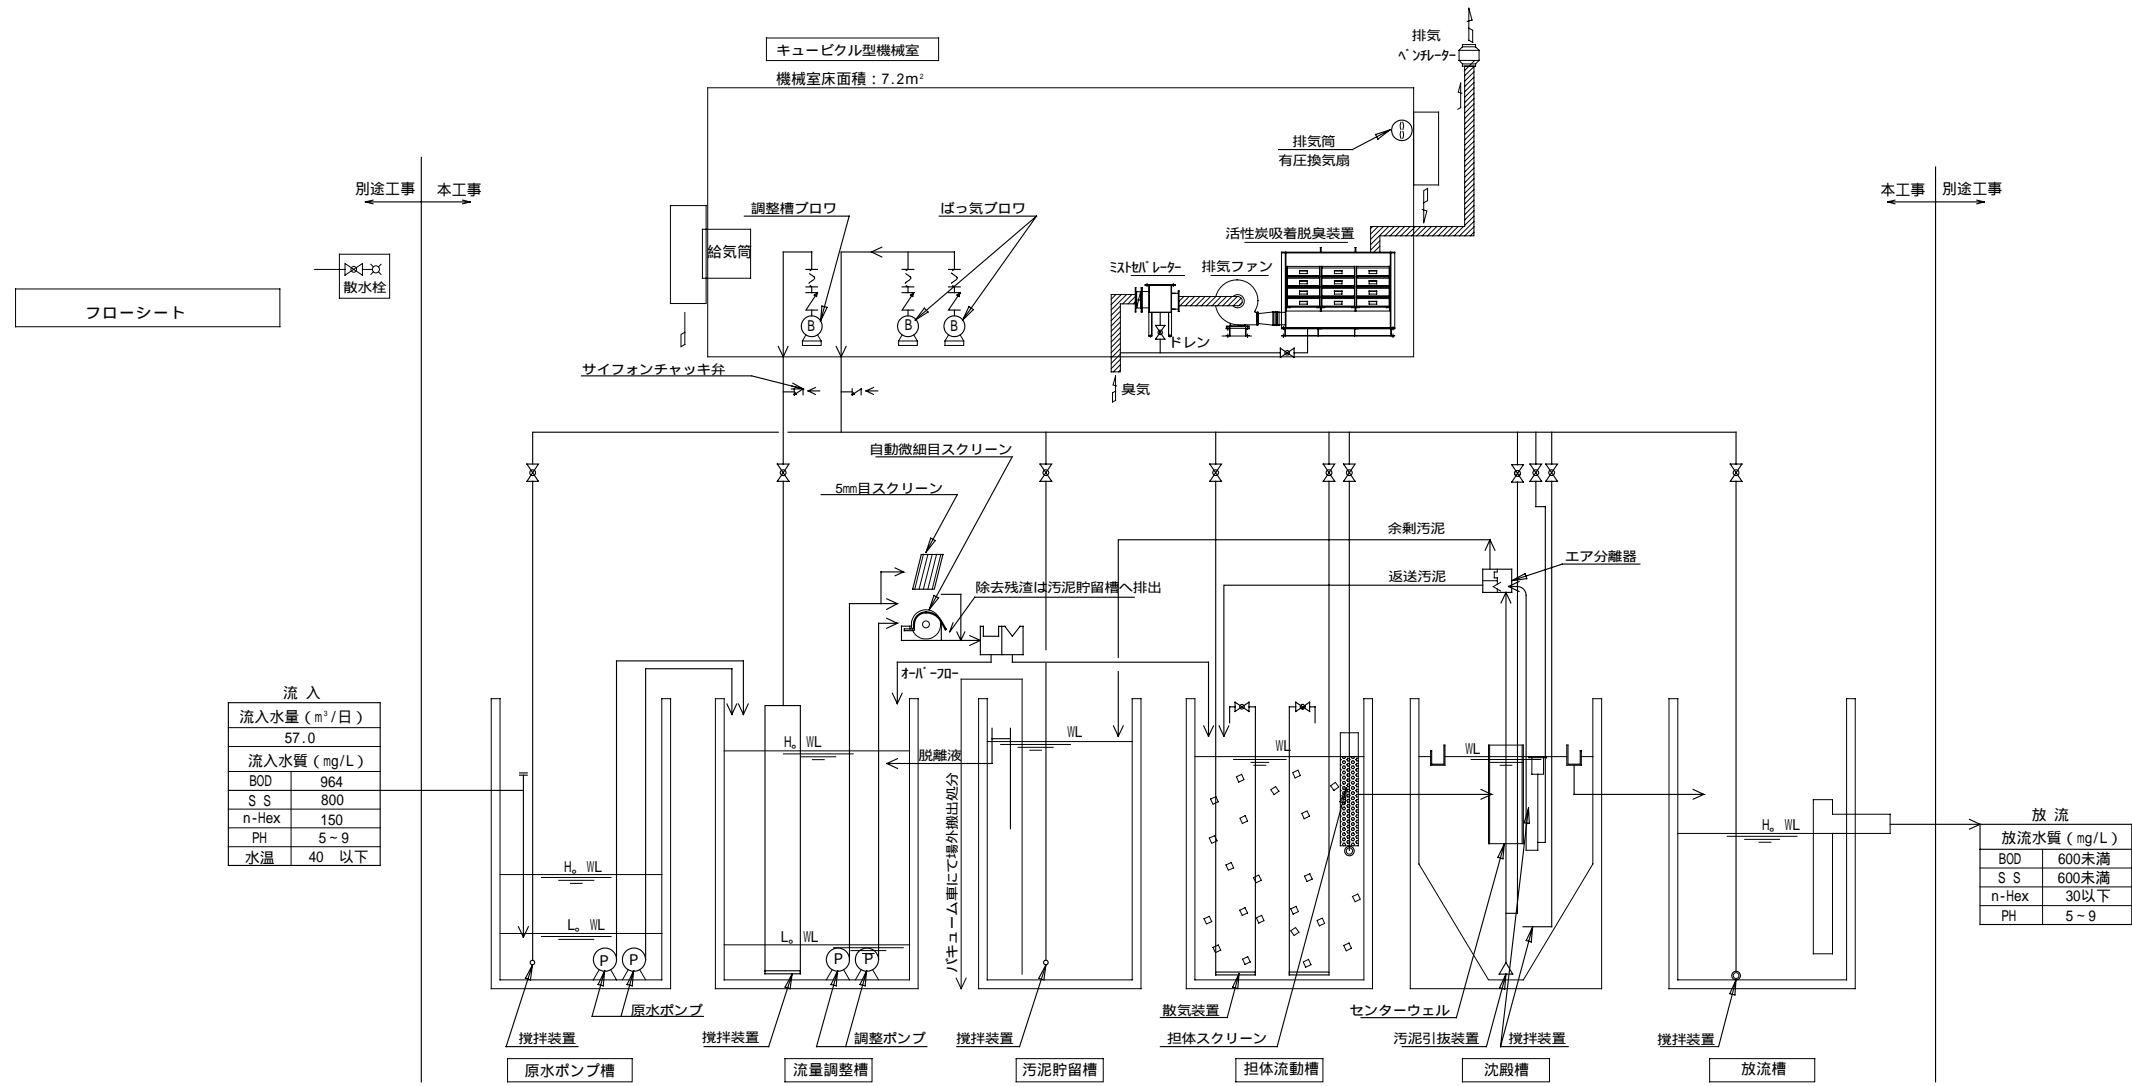 キュービクル型機械室
機械室床面積：7.2m²
排気
ベンチレーター
排気筒
有圧換気扇
別途工事
本工事
本工事
別途工事
調整槽ブロワ
ばっ気ブロワ
給気筒
活性炭吸着脱臭装置
ミストセパレーター
排気ファン
散水栓
フローシート
B
B
B
ドレン
サイフォンチャッキ弁
臭気
自動微細目スクリーン
5mm目スクリーン
余剰汚泥
エア分離器
返送汚泥
除去残渣は汚泥貯留槽へ排出
オーバーフロー
流 入
流入水量（m³/日）
57.0
流入水質（mg/L）
BOD 964
S S 800
n-Hex 150
PH 5～9
水温 40 以下
H。WL
L。WL
P
P
H。WL
L。WL
P
P
脱離液
バキューム車にて場外搬出処分
WL
WL
WL
H。WL
放 流
放流水質（mg/L）
BOD 600未満
S S 600未満
n-Hex 30以下
PH 5～9
原水ポンプ
散気装置
センターウェル
撹拌装置
撹拌装置
調整ポンプ
撹拌装置
担体スクリーン
汚泥引抜装置
撹拌装置
撹拌装置
原水ポンプ槽
流量調整槽
汚泥貯留槽
担体流動槽
沈殿槽
放流槽